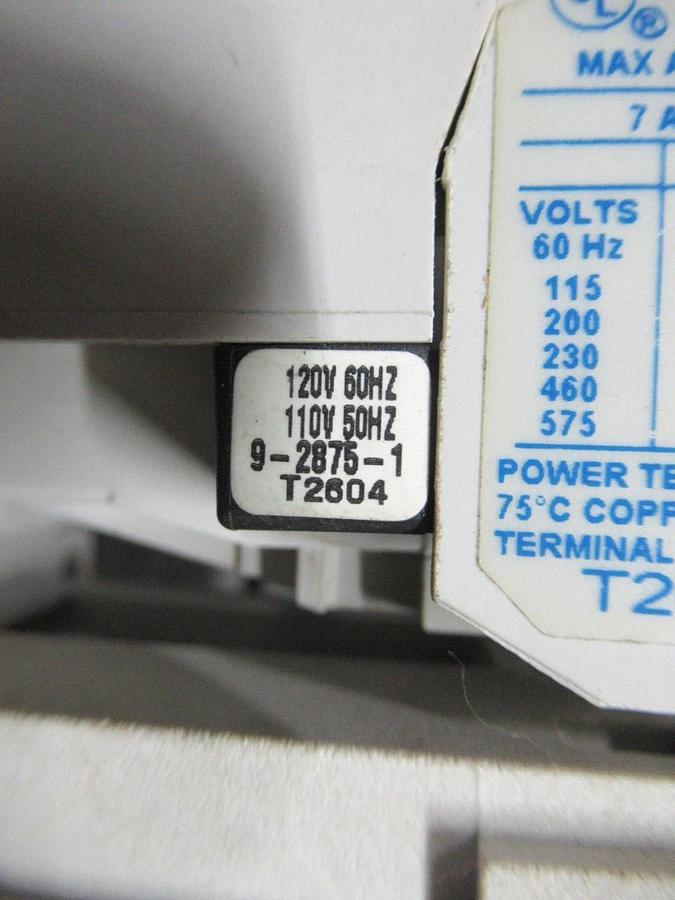 UL®
MAX A
7 A
VOLTS
60 Hz
115
200
230
460
575
POWER TE
75°C COPP
TERMINAL
T2
120V 60HZ
110V 50HZ
9-2875-1
T2604